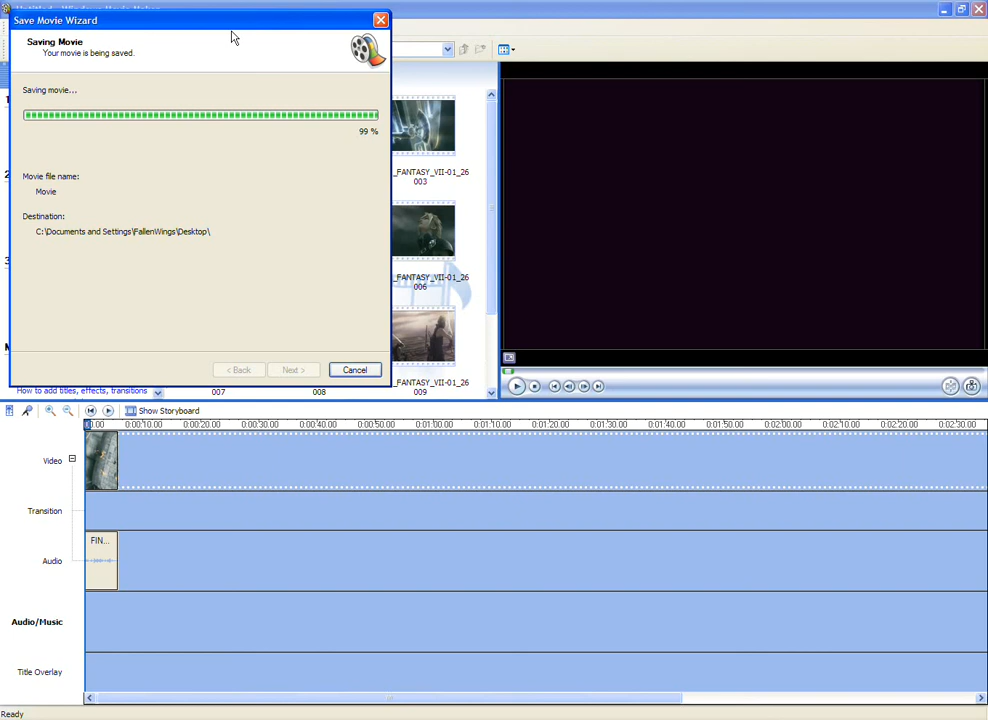 Save Movie Wizard
Saving Movie
Your movie is being saved.
Saving movie...
99 %
Movie file name:
Movie
Destination:
C:\Documents and Settings\FallenWings\Desktop\
< Back
Next >
Cancel
_FANTASY_VII-01_26
003
_FANTASY_VII-01_26
006
_FANTASY_VII-01_26
009
How to add titles, effects, transitions
007
008
Show Storyboard
0:00:10.00 0:00:20.00 0:00:30.00 0:00:40.00 0:00:50.00 0:01:00.00 0:01:10.00 0:01:20.00 0:01:30.00 0:01:40.00 0:01:50.00 0:02:00.00 0:02:10.00 0:02:20.00 0:02:30.00
Video
Transition
FIN...
Audio
Audio/Music
Title Overlay
Ready